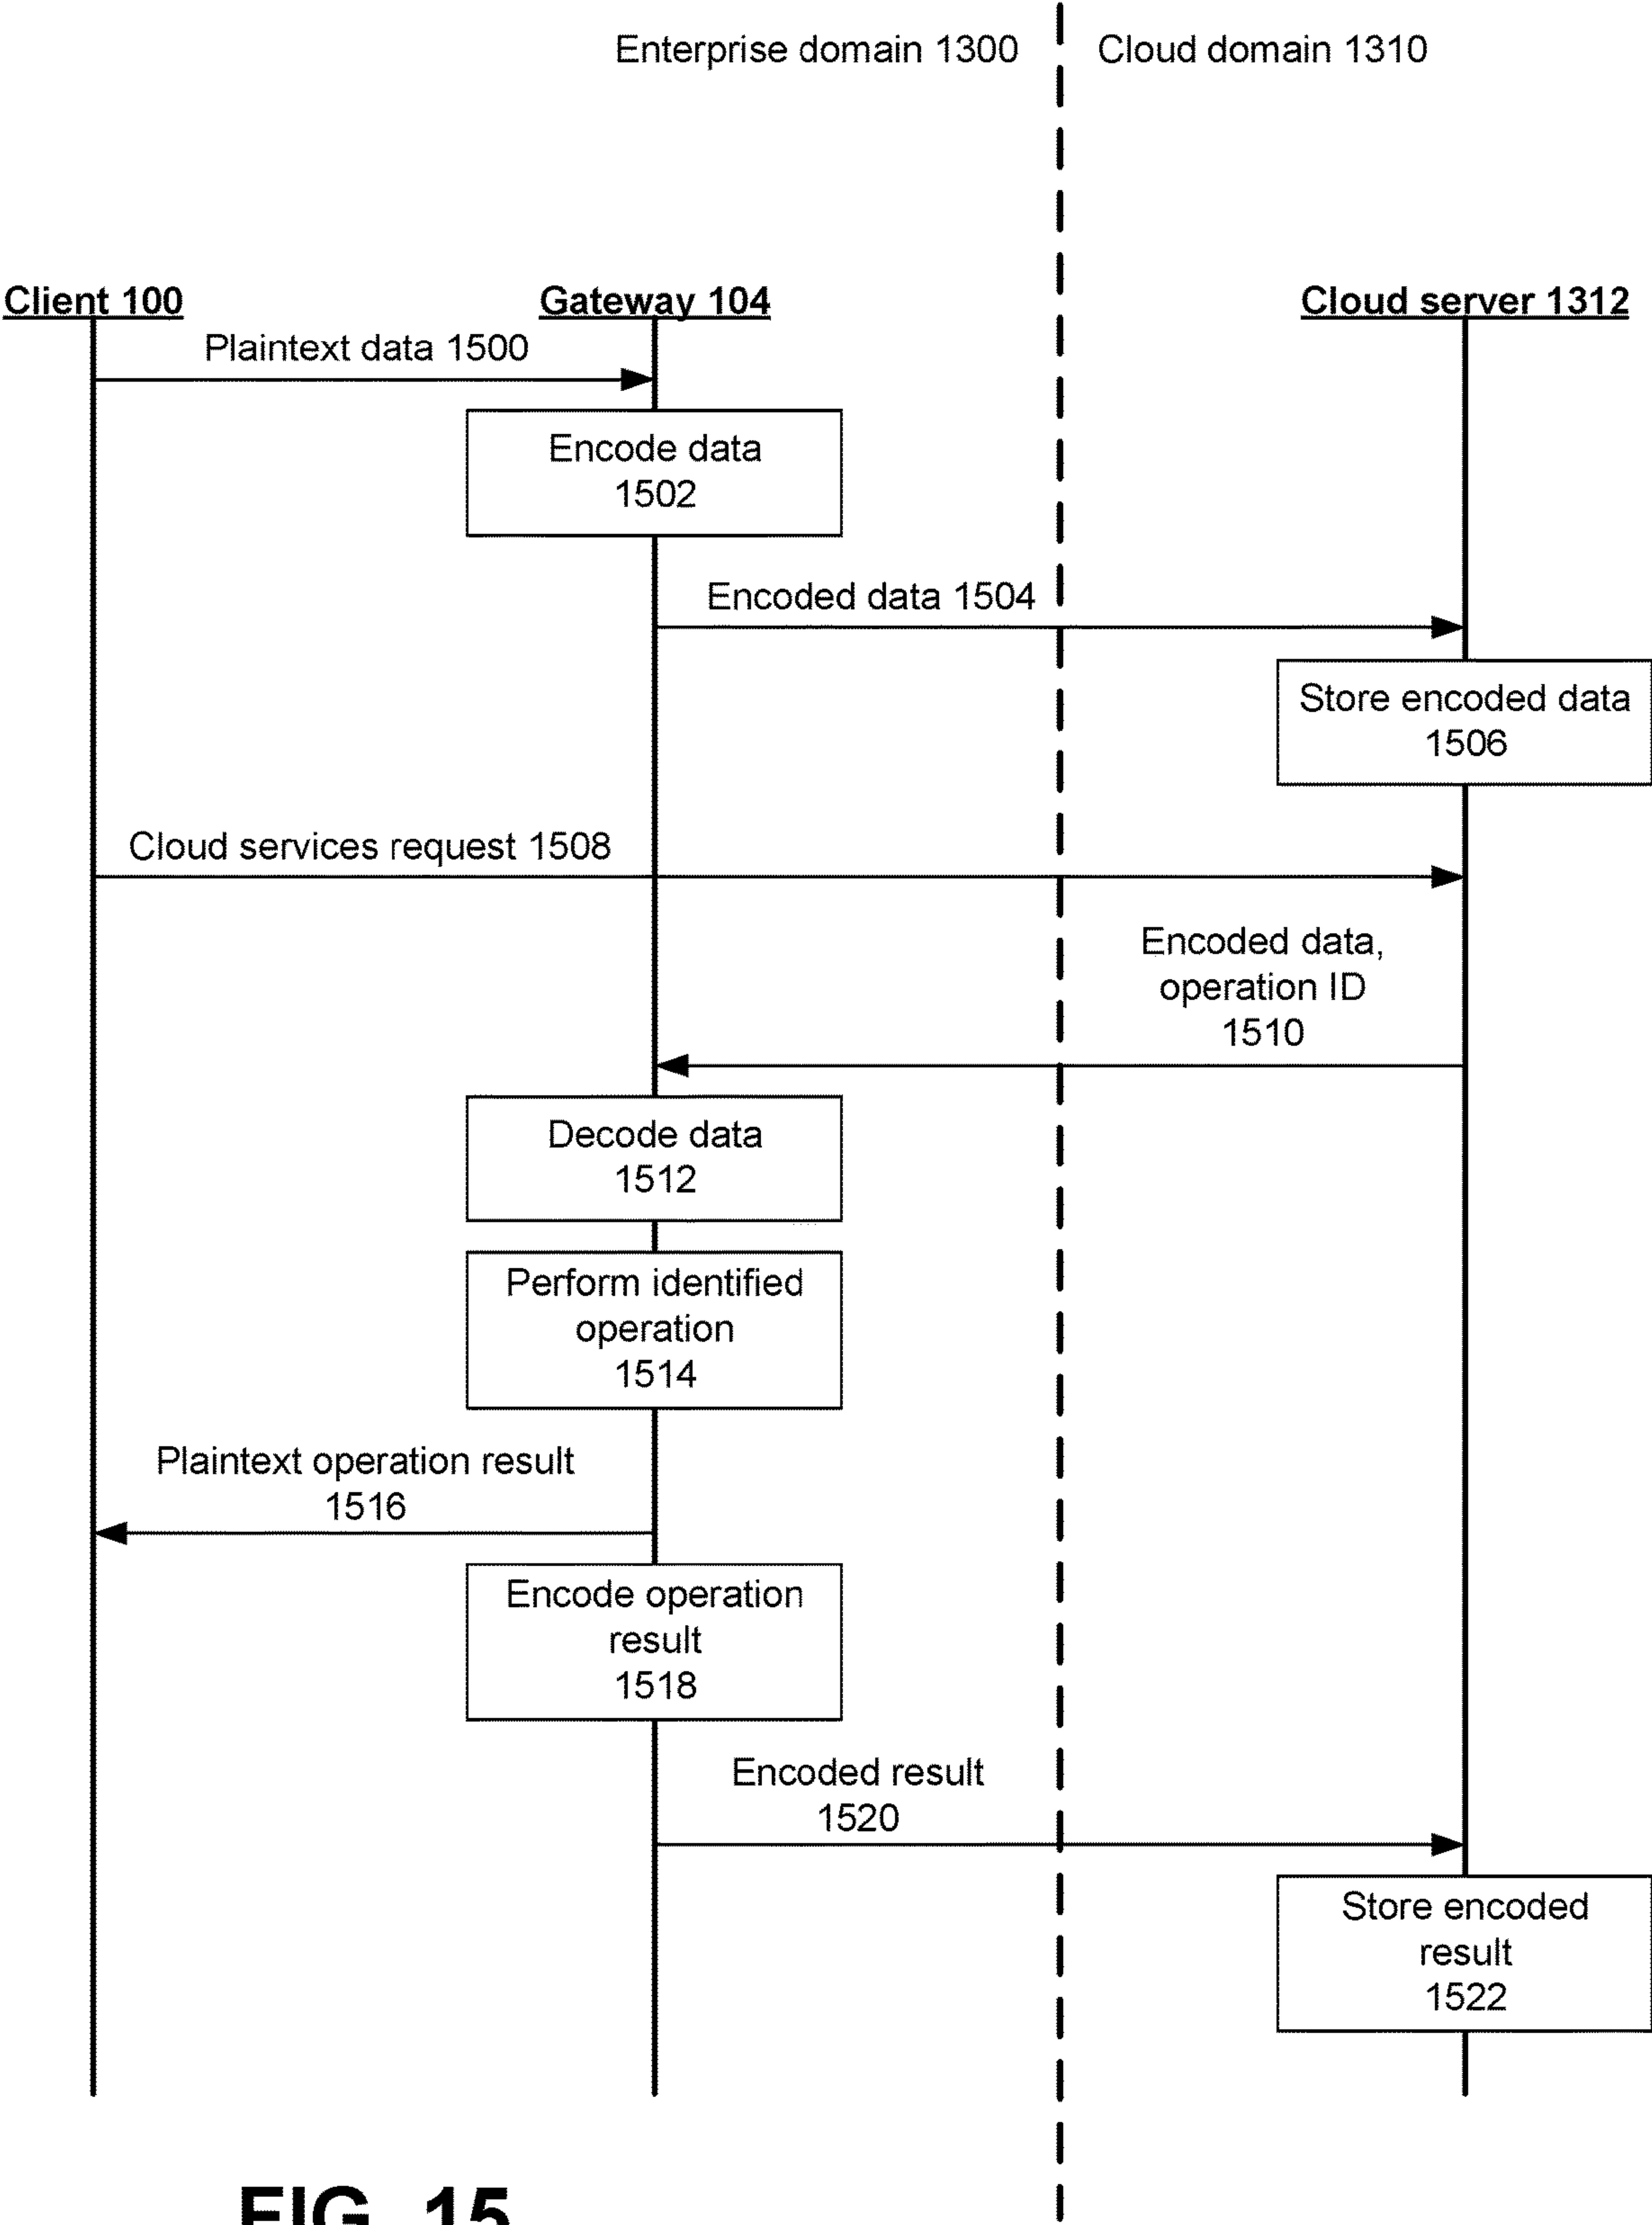 Enterprise domain 1300
Cloud domain 1310
Client 100
Gateway 104
Cloud server 1312
Plaintext data 1500
Encode data
1502
Encoded data 1504
Store encoded data
1506
Cloud services request 1508
Encoded data,
operation ID
1510
Decode data
1512
Perform identified
operation
1514
Plaintext operation result
1516
Encode operation
result
1518
Encoded result
1520
Store encoded
result
1522
FIG. 15